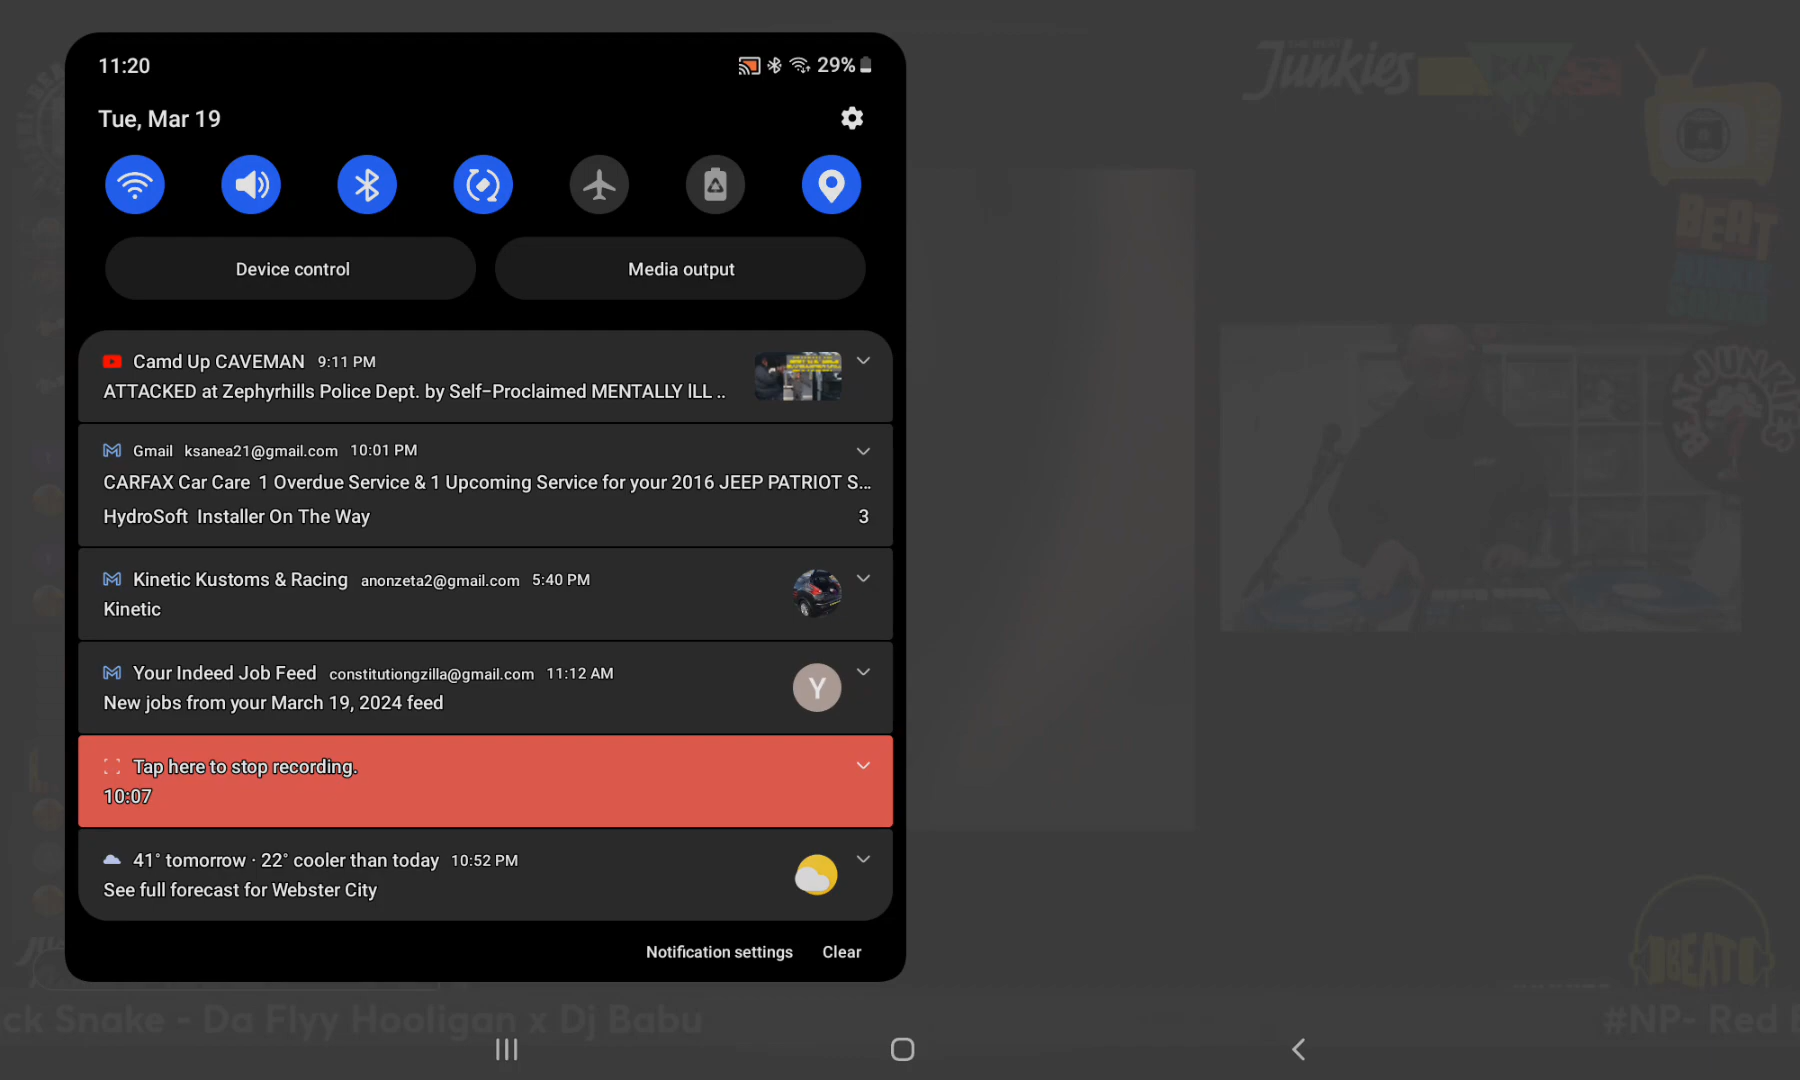 11:20
29%
Tue, Mar 19
Device control
Media output
Camd Up CAVEMAN 9:11 PM
ATTACKED at Zephyrhills Police Dept. by Self-Proclaimed MENTALLY ILL ..
Gmail ksanea21@gmail.com 10:01 PM
CARFAX Car Care 1 Overdue Service & 1 Upcoming Service for your 2016 JEEP PATRIOT S...
HydroSoft Installer On The Way 3
Kinetic Kustoms & Racing anonzeta2@gmail.com 5:40 PM
Kinetic
Your Indeed Job Feed constitutiongzilla@gmail.com 11:12 AM
Y
New jobs from your March 19, 2024 feed
Tap here to stop recording.
10:07
41° tomorrow · 22° cooler than today 10:52 PM
See full forecast for Webster City
Notification settings Clear
Junkies
BEAT
JUNKIE
SOUND
BEAT JUNKIES
BEAT
ck Snake - Da Flyy Hooligan x Dj Babu
#NP- Red